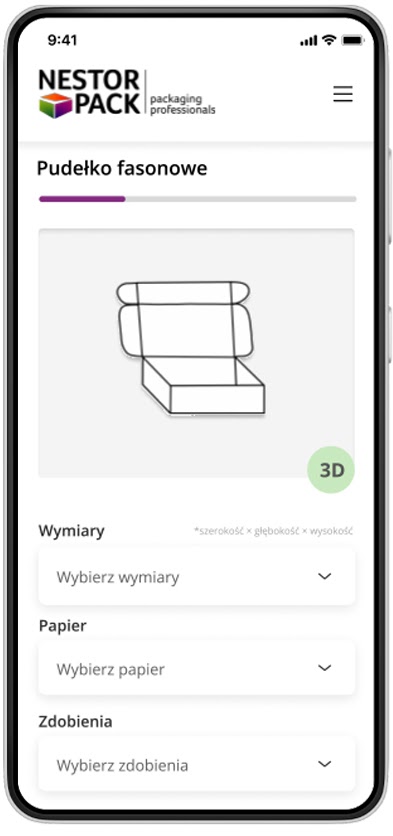 9:41
NESTOR
PACK
packaging
professionals
Pudełko fasonowe
3D
Wymiary
*szerokość × głębokość × wysokość
Wybierz wymiary
Papier
Wybierz papier
Zdobienia
Wybierz zdobienia